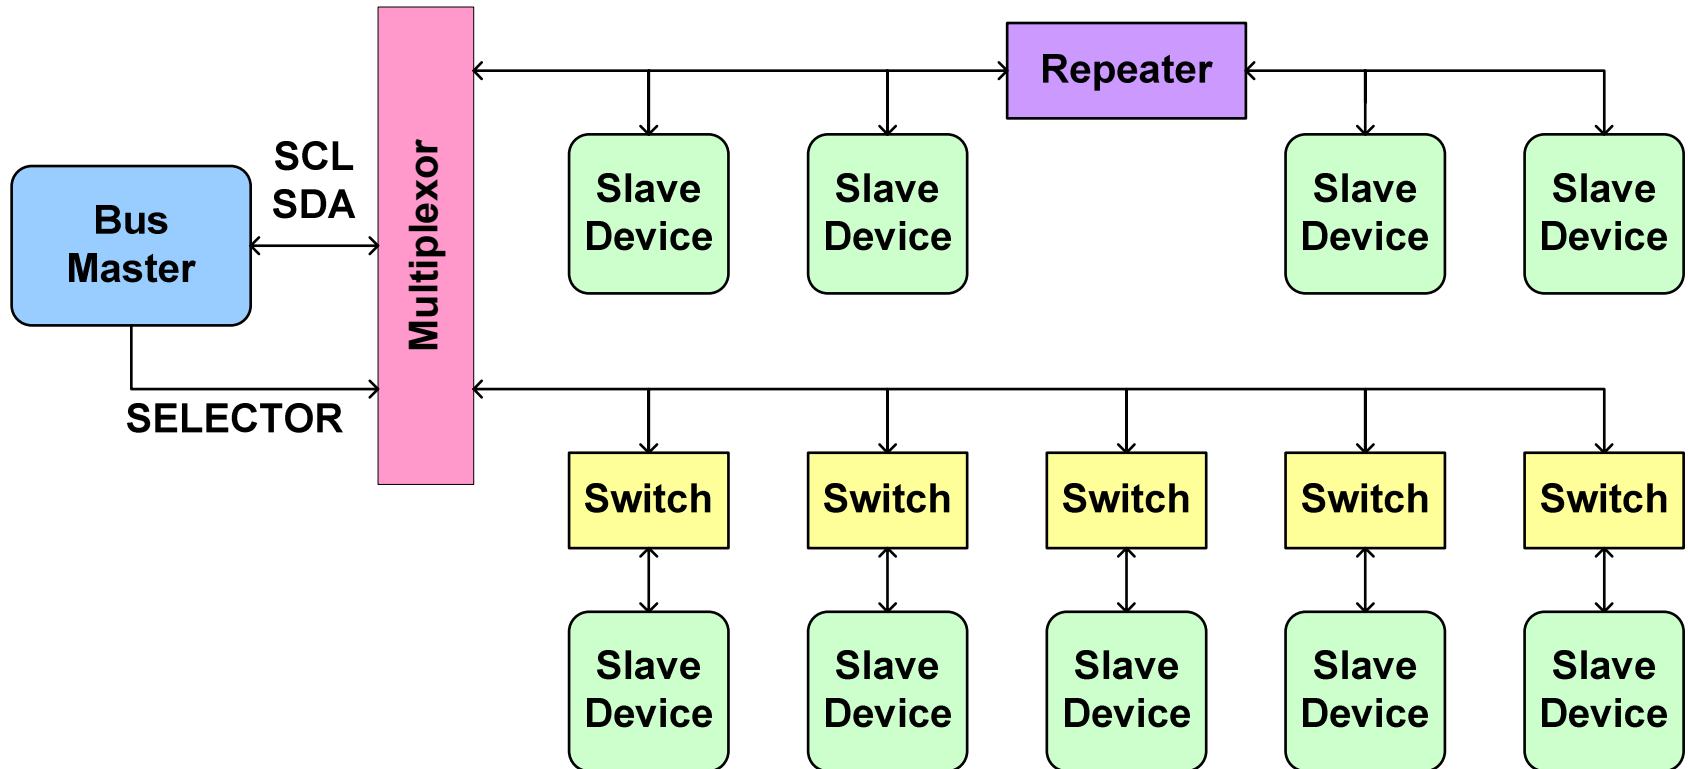 Repeater
SCL
SDA
Bus
Master
Multiplexor
Slave
Device
Slave
Device
Slave
Device
Slave
Device
SELECTOR
Switch
Switch
Switch
Switch
Switch
Slave
Device
Slave
Device
Slave
Device
Slave
Device
Slave
Device